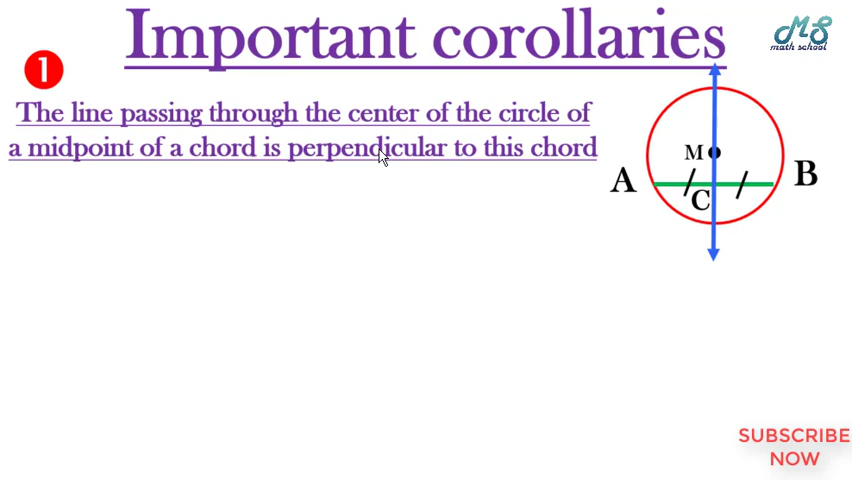 Important corollaries
MS
math school
1
The line passing through the center of the circle of
a midpoint of a chord is perpendicular to this chord
M
A
B
C
SUBSCRIBE
NOW